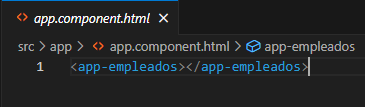 <> app.component.html ×
src > app > <> app.component.html > app-empleados
1 <app-empleados></app-empleados>